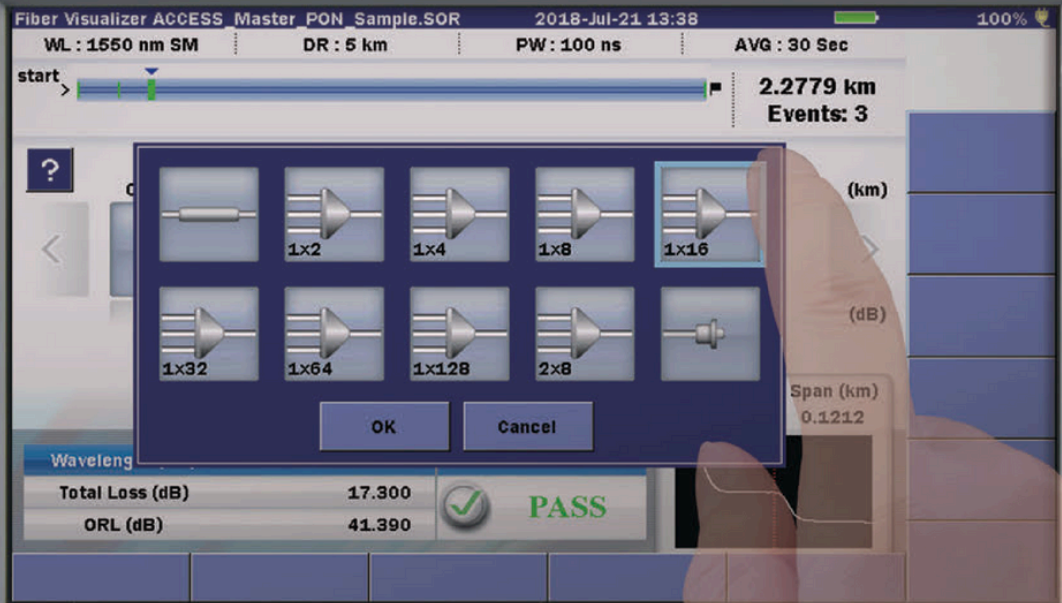 Fiber Visualizer ACCESS_Master_PON_Sample.SOR 2018-Jul-21 13:38 100%
WL : 1550 nm SM DR : 5 km PW : 100 ns AVG : 30 Sec
start
2.2779 km
Events: 3
?
(km)
1x2 1x4 1x8 1x16
(dB)
1x32 1x64 1x128 2x8
Span (km)
0.1212
OK Cancel
Total Loss (dB) 17.300
PASS
ORL (dB) 41.390